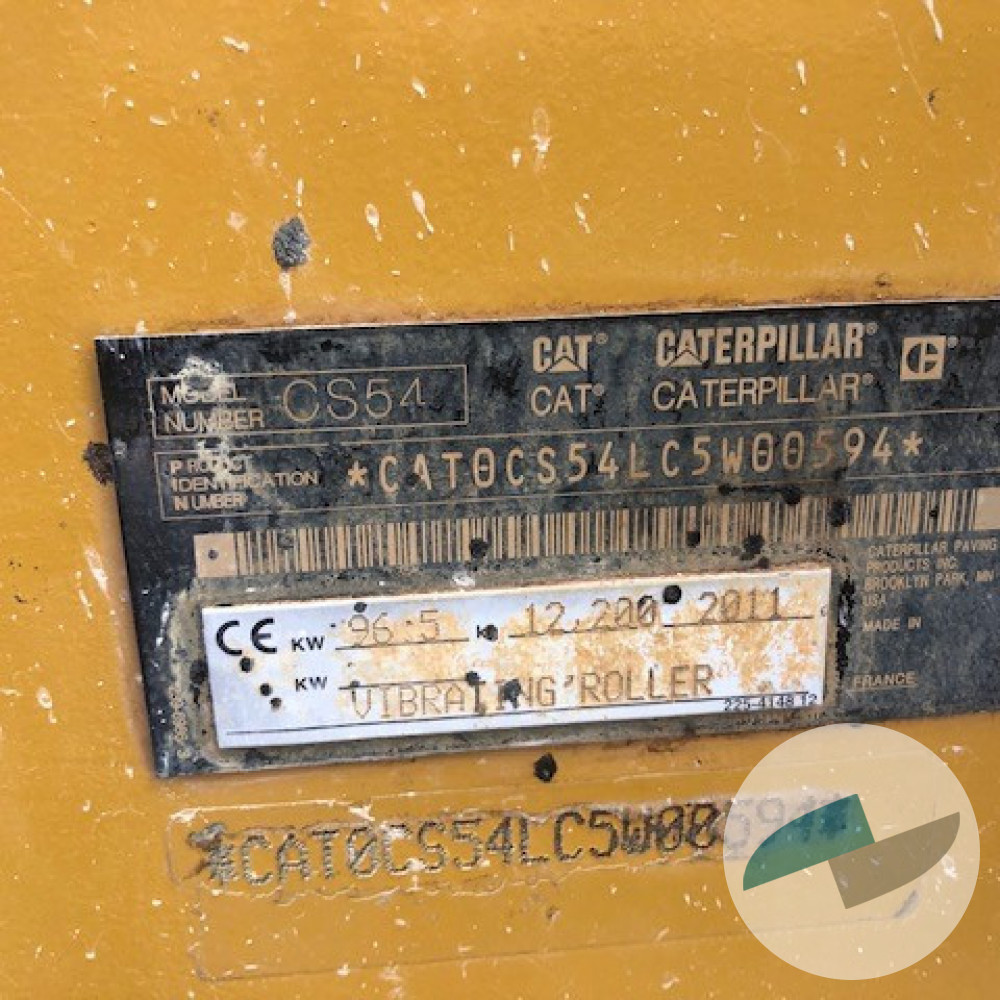 CAT® CATERPILLAR®
MODEL NUMBER CS54 CAT® CATERPILLAR®
PRODUCT IDENTIFICATION NUMBER *CAT0CS54LC5W00594*
CATERPILLAR PAVING
PRODUCTS INC.
BROOKLYN PARK, MN
USA
MADE IN
FRANCE
CE KW 96.5 12,200 2011
KW
VIBRATING ROLLER
225-4148 12
*CAT0CS54LC5W00594*